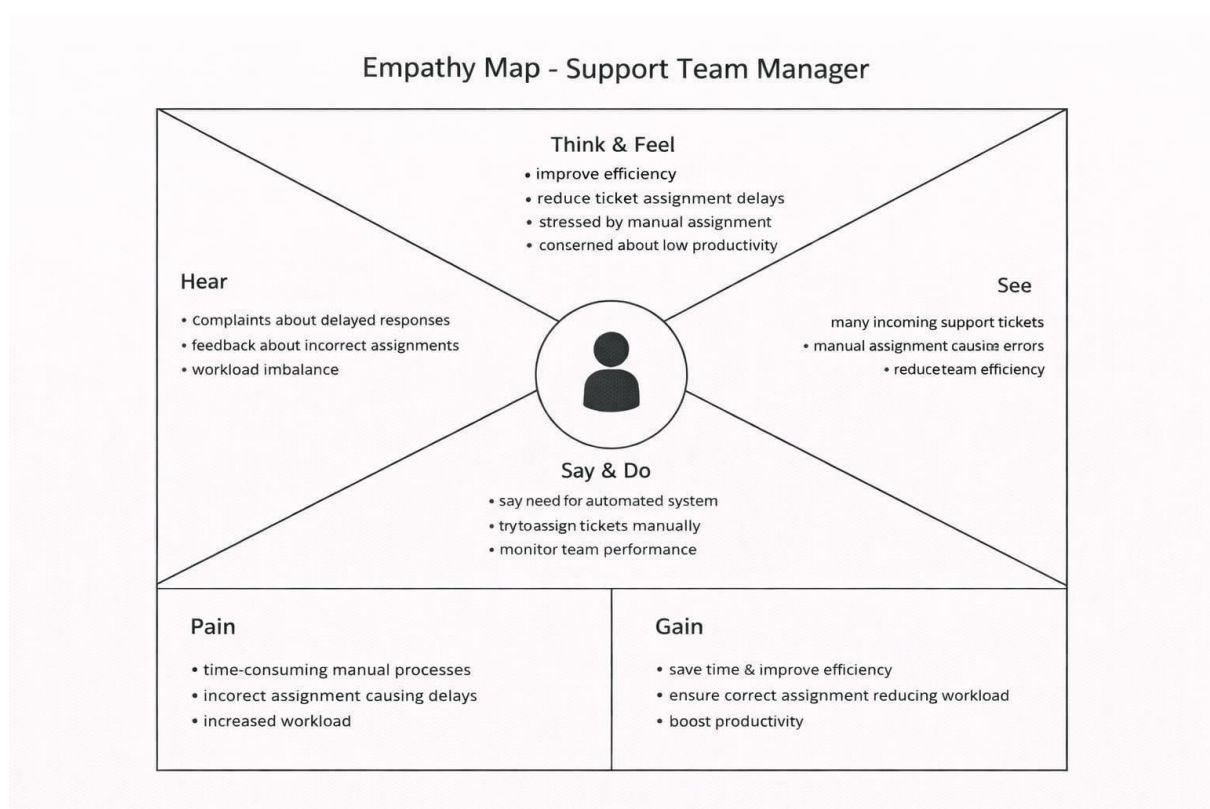 Empathy Map - Support Team Manager
Think & Feel
• improve efficiency
• reduce ticket assignment delays
• stressed by manual assignment
• conserned about low productivity
Hear
• Complaints about delayed responses
• feedback about incorrect assignments
• workload imbalance
See
many incoming support tickets
• manual assignment causing errors
• reduceteam efficiency
Say & Do
• say need for automated system
• trytoassign tickets manually
• monitor team performance
Pain
• time-consuming manual processes
• incorect assignment causing delays
• increased workload
Gain
• save time & improve efficiency
• ensure correct assignment reducing workload
• boost productivity